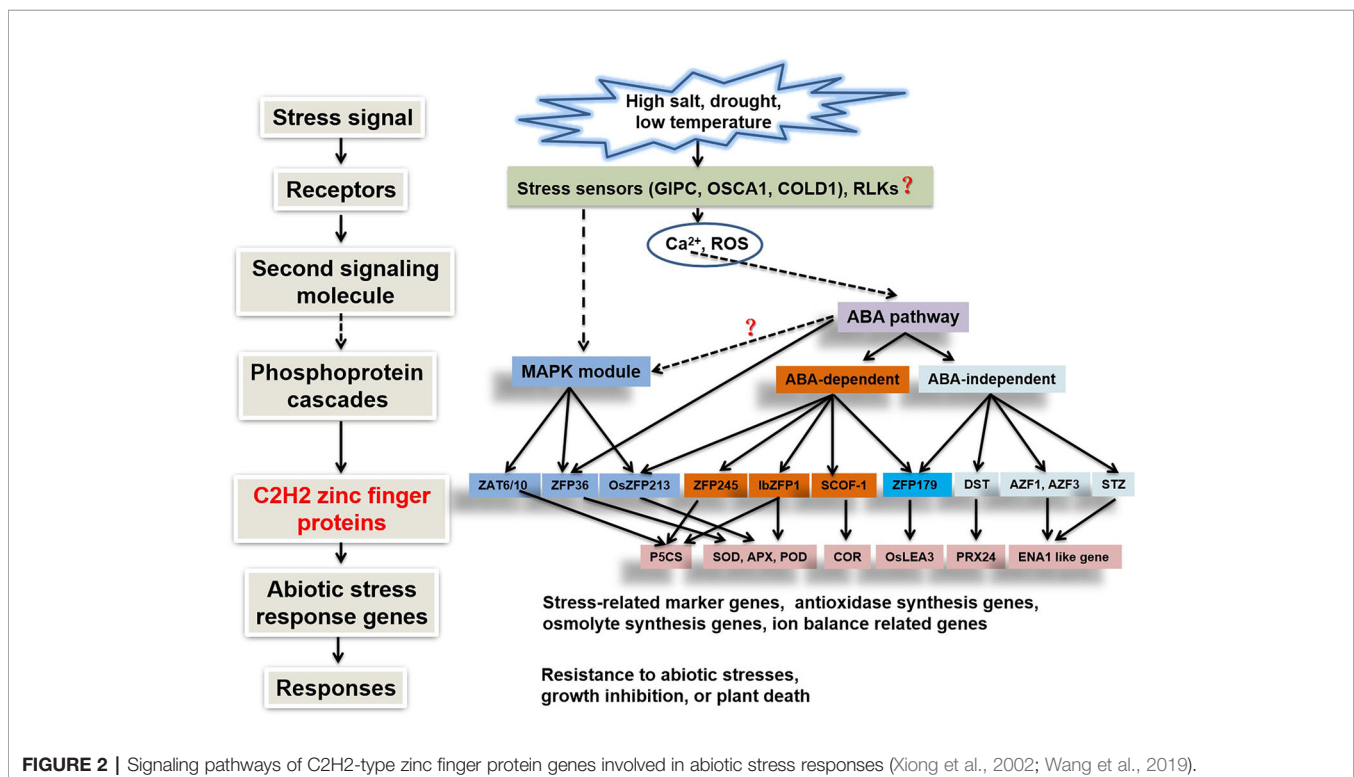 Stress signal
Receptors
Second signaling
molecule
Phosphoprotein
cascades
C2H2 zinc finger
proteins
Abiotic stress
response genes
Responses
High salt, drought,
low temperature
Stress sensors (GIPC, OSCA1, COLD1), RLKs?
Ca²⁺, ROS
ABA pathway
?
MAPK module
ABA-dependent
ABA-independent
ZAT6/10
ZFP36
OsZFP213
ZFP245
IbZFP1
SCOF-1
ZFP179
DST
AZF1, AZF3
STZ
P5CS
SOD, APX, POD
COR
OsLEA3
PRX24
ENA1 like gene
Stress-related marker genes, antioxidase synthesis genes,
osmolyte synthesis genes, ion balance related genes
Resistance to abiotic stresses,
growth inhibition, or plant death
FIGURE 2 | Signaling pathways of C2H2-type zinc finger protein genes involved in abiotic stress responses (Xiong et al., 2002; Wang et al., 2019).